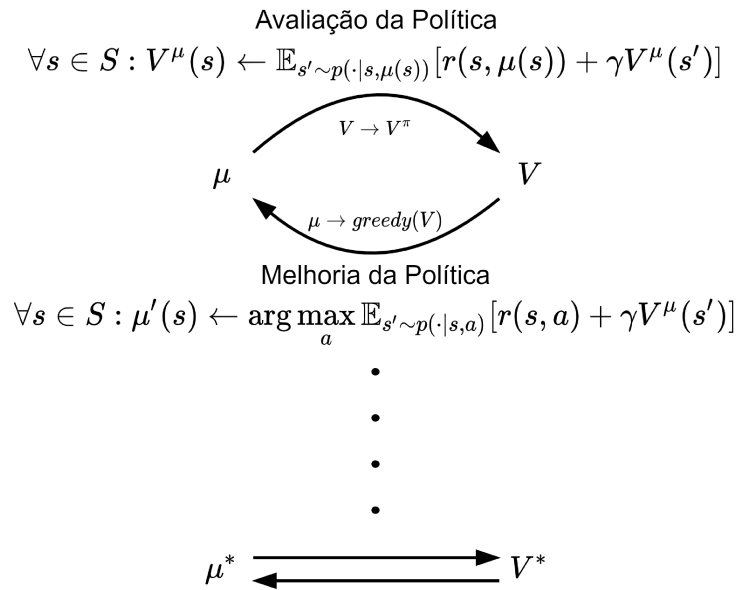 Avaliação da Política
∀s ∈ S : V^μ(s) ← 𝔼_{s′∼p(·|s,μ(s))}[r(s, μ(s)) + γV^μ(s′)]
V → V^π
μ V
μ → greedy(V)
Melhoria da Política
∀s ∈ S : μ′(s) ← arg max_a 𝔼_{s′∼p(·|s,a)}[r(s, a) + γV^μ(s′)]
μ* V*